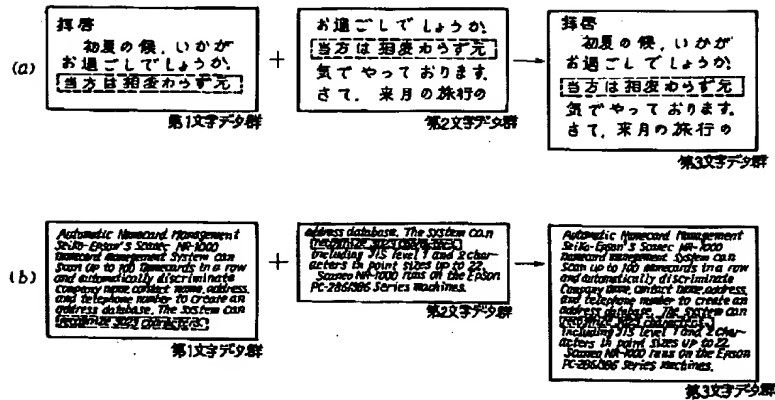 (a)
拝啓
初夏の候,いかが
お過ごしでしょうか.
当方は相変わらず元
第1文字データ群
+
お過ごしでしょうか.
当方は相変わらず元
気でやっております.
さて,来月の旅行の
第2文字データ群
→
拝啓
初夏の候,いかが
お過ごしでしょうか.
当方は相変わらず元
気でやっております.
さて,来月の旅行の
第3文字データ群
(b)
Automatic Namecard Management
Seiko-Epson's Scanec NR-1000
namecard management System can
Scan up to 100 namecards in a row
and automatically discriminate
company name, contact name, address,
and telephone number to create an
address database. The System can
recognize 3023 characters,
第1文字データ群
+
address database. The system can
recognize 3023 characters,
including JIS level 1 and 2 char-
acters in point sizes up to 22.
Scanec NR-1000 runs on the Epson
PC-286/386 Series machines.
第2文字データ群
→
Automatic Namecard Management
Seiko-Epson's Scanec NR-1000
namecard management System can
Scan up to 100 namecards in a row
and automatically discriminate
Company name, contact name, address,
and telephone number to create an
address database. The System can
recognize 3023 characters,
including JIS level 1 and 2 char-
acters in point sizes up to 22.
Scanec NR-1000 runs on the Epson
PC-286/386 Series machines.
第3文字データ群